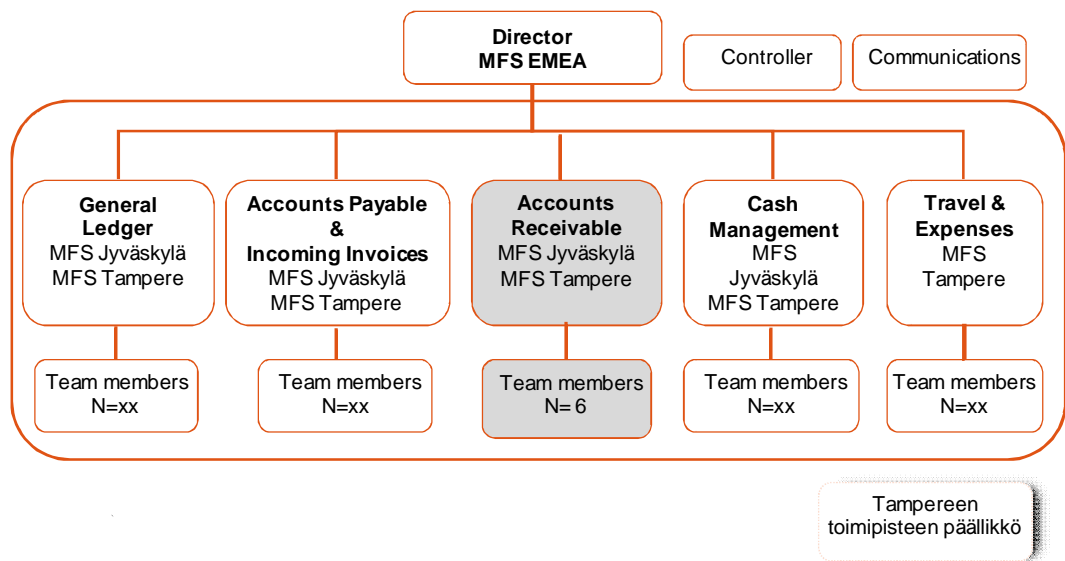 Director
MFS EMEA
Controller
Communications
General
Ledger
MFS Jyväskylä
MFS Tampere
Accounts Payable
&
Incoming Invoices
MFS Jyväskylä
MFS Tampere
Accounts
Receivable
MFS Jyväskylä
MFS Tampere
Cash
Management
MFS
Jyväskylä
MFS Tampere
Travel &
Expenses
MFS
Tampere
Team members
N=xx
Team members
N=xx
Team members
N= 6
Team members
N=xx
Team members
N=xx
Tampereen
toimipisteen päällikkö